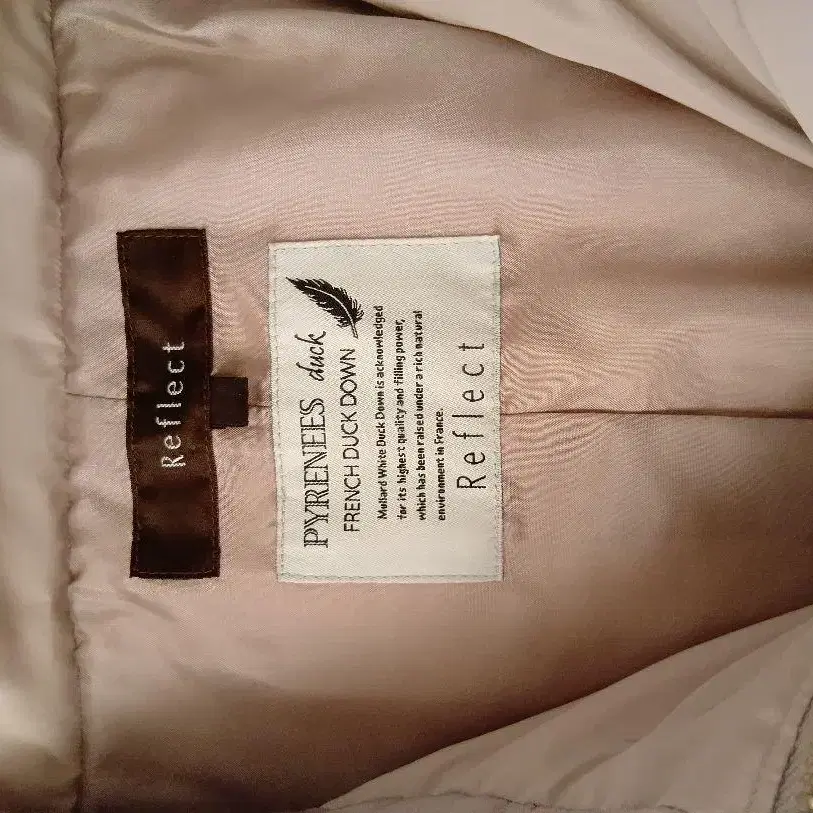 Reflect
PYRENEES duck
FRENCH DUCK DOWN
Mullard White Duck Down is acknowledged
for its highest quality and filling power,
which has been raised under a rich natural
environment in France.
Reflect